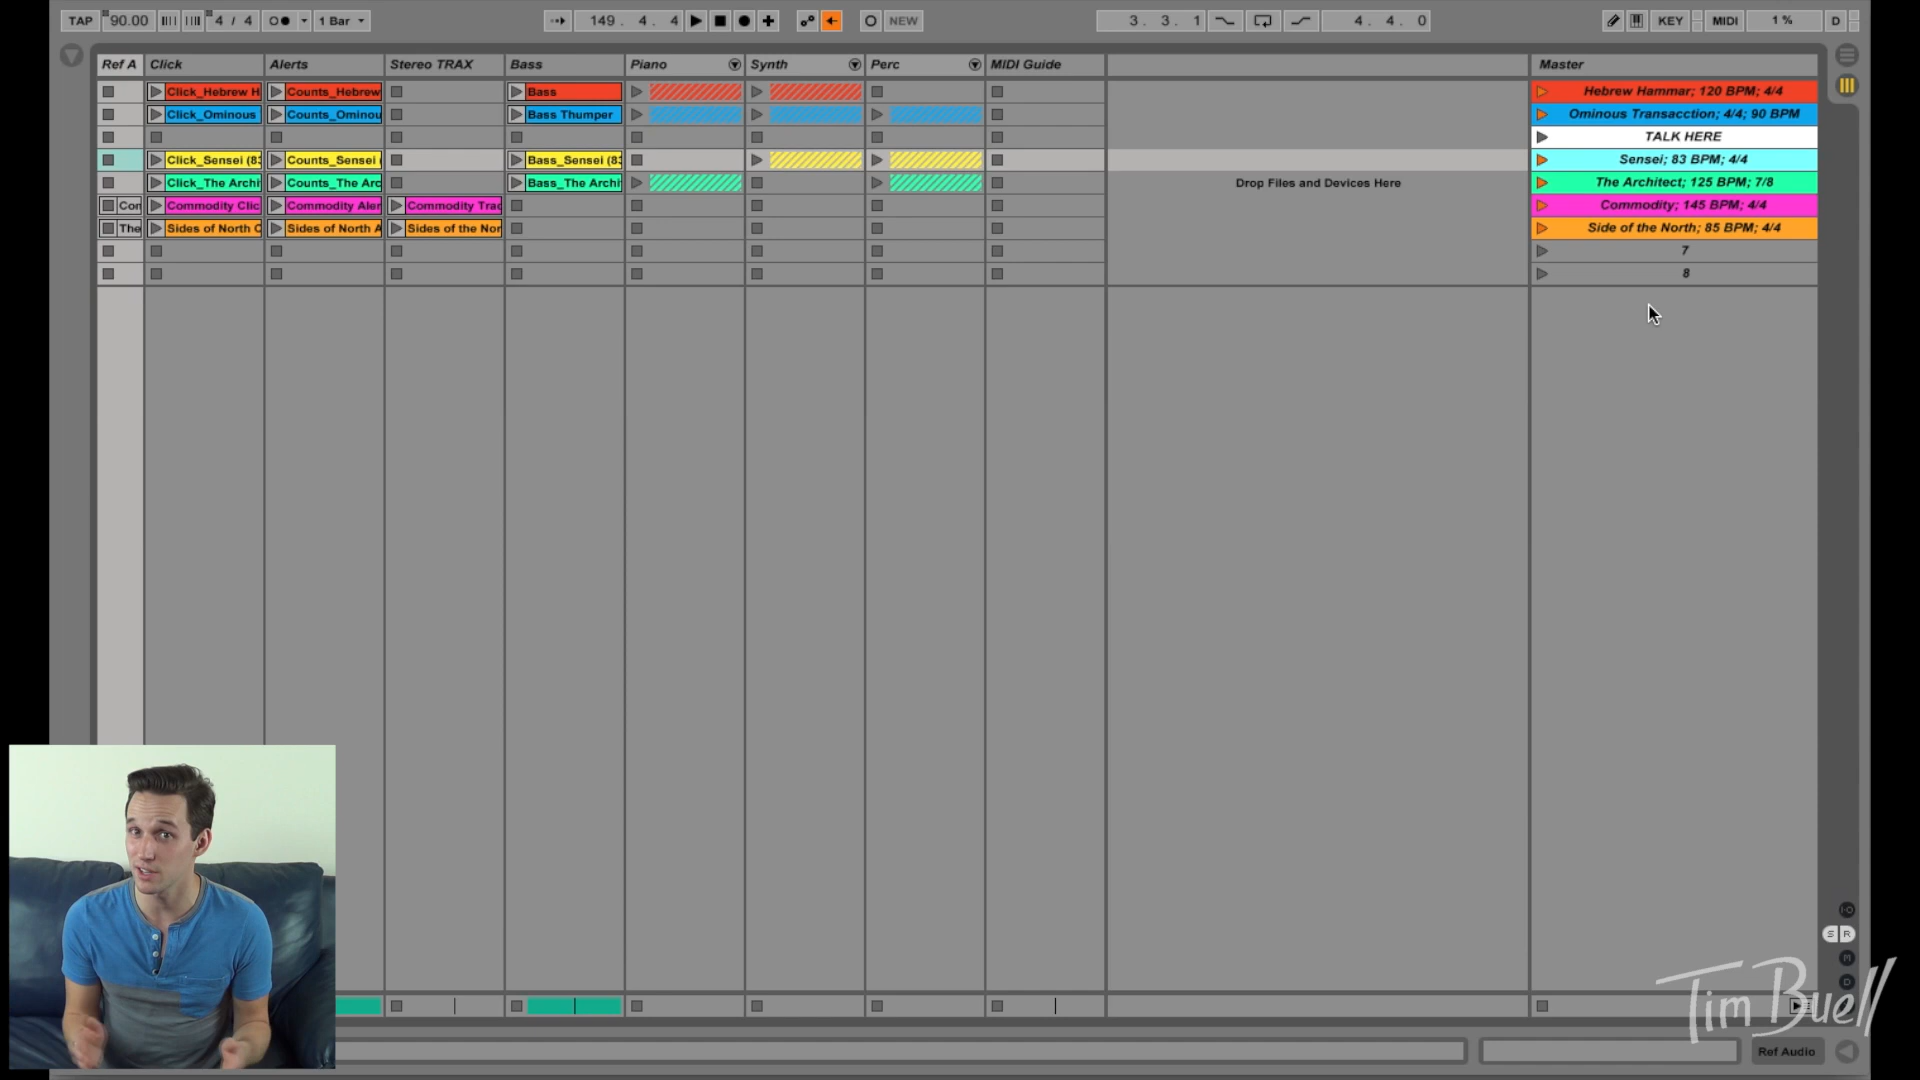 TAP 90.00 4 / 4 1 Bar 149 . 4 . 4 NEW 3 . 3 . 1 4 . 4 . 0 KEY MIDI 1 % D
Ref A Click Alerts Stereo TRAX Bass Piano Synth Perc MIDI Guide Master
Click_Hebrew H Counts_Hebrew Bass Hebrew Hammar; 120 BPM; 4/4
Click_Ominous Counts_Ominou Bass Thumper Ominous Transacction; 4/4; 90 BPM
TALK HERE
Click_Sensei (83 Counts_Sensei ( Bass_Sensei (83 Sensei; 83 BPM; 4/4
Click_The Archi Counts_The Arc Bass_The Archi Drop Files and Devices Here The Architect; 125 BPM; 7/8
Com Commodity Clic Commodity Aler Commodity Trac Commodity; 145 BPM; 4/4
The Sides of North C Sides of North A Sides of the Nor Side of the North; 85 BPM; 4/4
7
8
I·O
S R
M
D
Tim Buell
Ref Audio